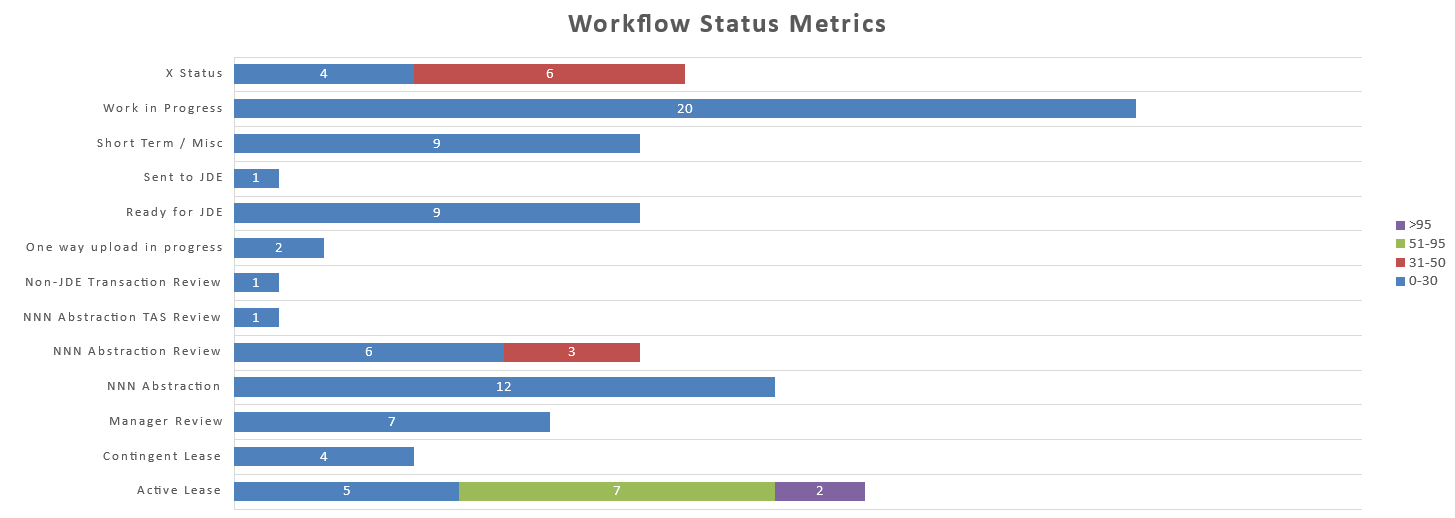 Workflow Status Metrics
X Status 4 6
Work in Progress 20
Short Term / Misc 9
Sent to JDE 1
Ready for JDE 9
One way upload in progress 2
Non-JDE Transaction Review 1
NNN Abstraction TAS Review 1
NNN Abstraction Review 6 3
NNN Abstraction 12
Manager Review 7
Contingent Lease 4
Active Lease 5 7 2
>95
51-95
31-50
0-30